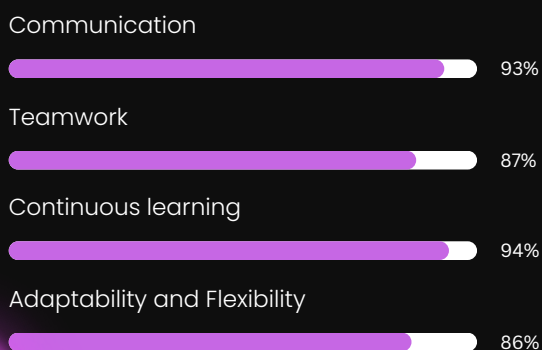 Communication
93%
Teamwork
87%
Continuous learning
94%
Adaptability and Flexibility
86%